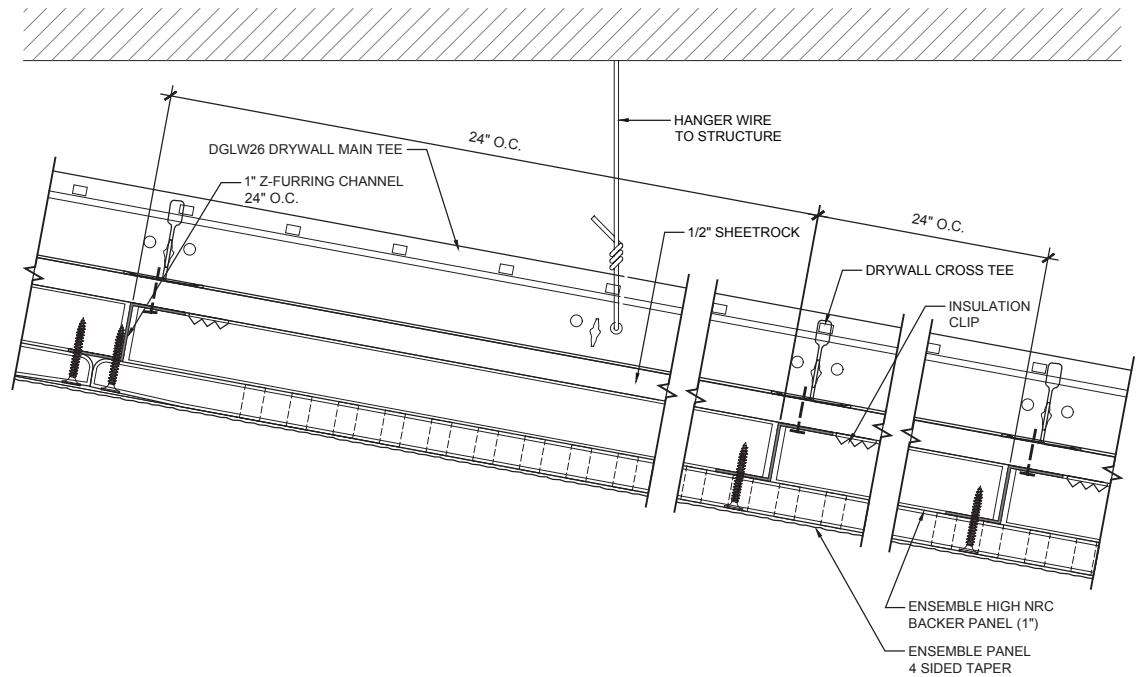 HANGER WIRE
TO STRUCTURE
24" O.C.
DGLW26 DRYWALL MAIN TEE
1" Z-FURRING CHANNEL
24" O.C.
24" O.C.
1/2" SHEETROCK
DRYWALL CROSS TEE
INSULATION
CLIP
ENSEMBLE HIGH NRC
BACKER PANEL (1")
ENSEMBLE PANEL
4 SIDED TAPER